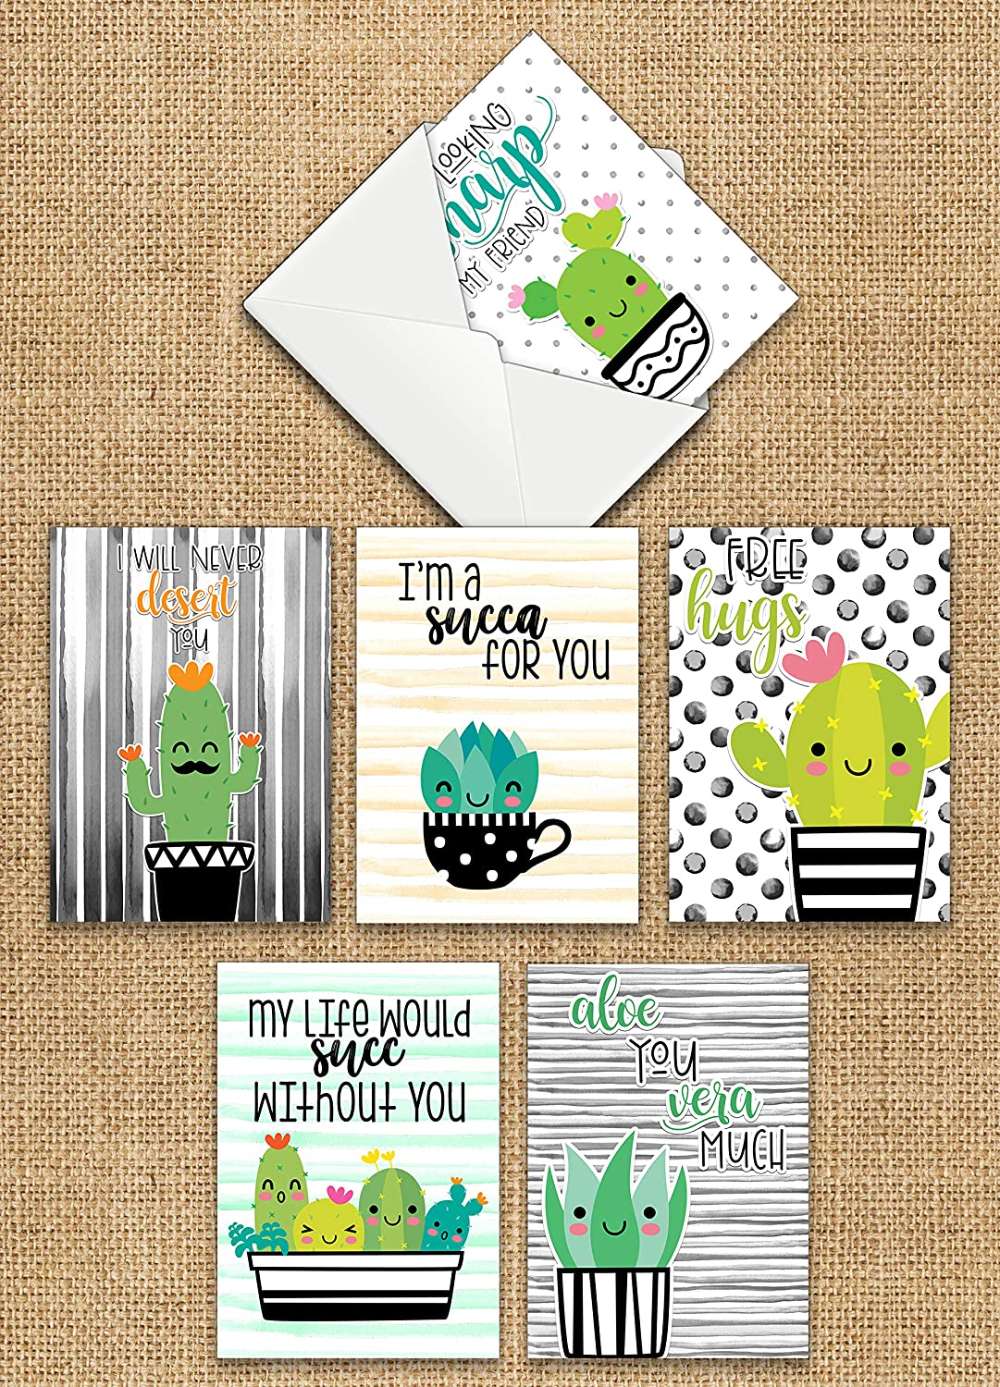 LOOKING
harp
MY FRIEND
I WILL NEVER
desert
YOU
I'm a
succa
FOR YOU
FREE
hugs
MY LIFE WOULD
succ
WITHOUT YOU
aloe
YOU
vera
MUCH